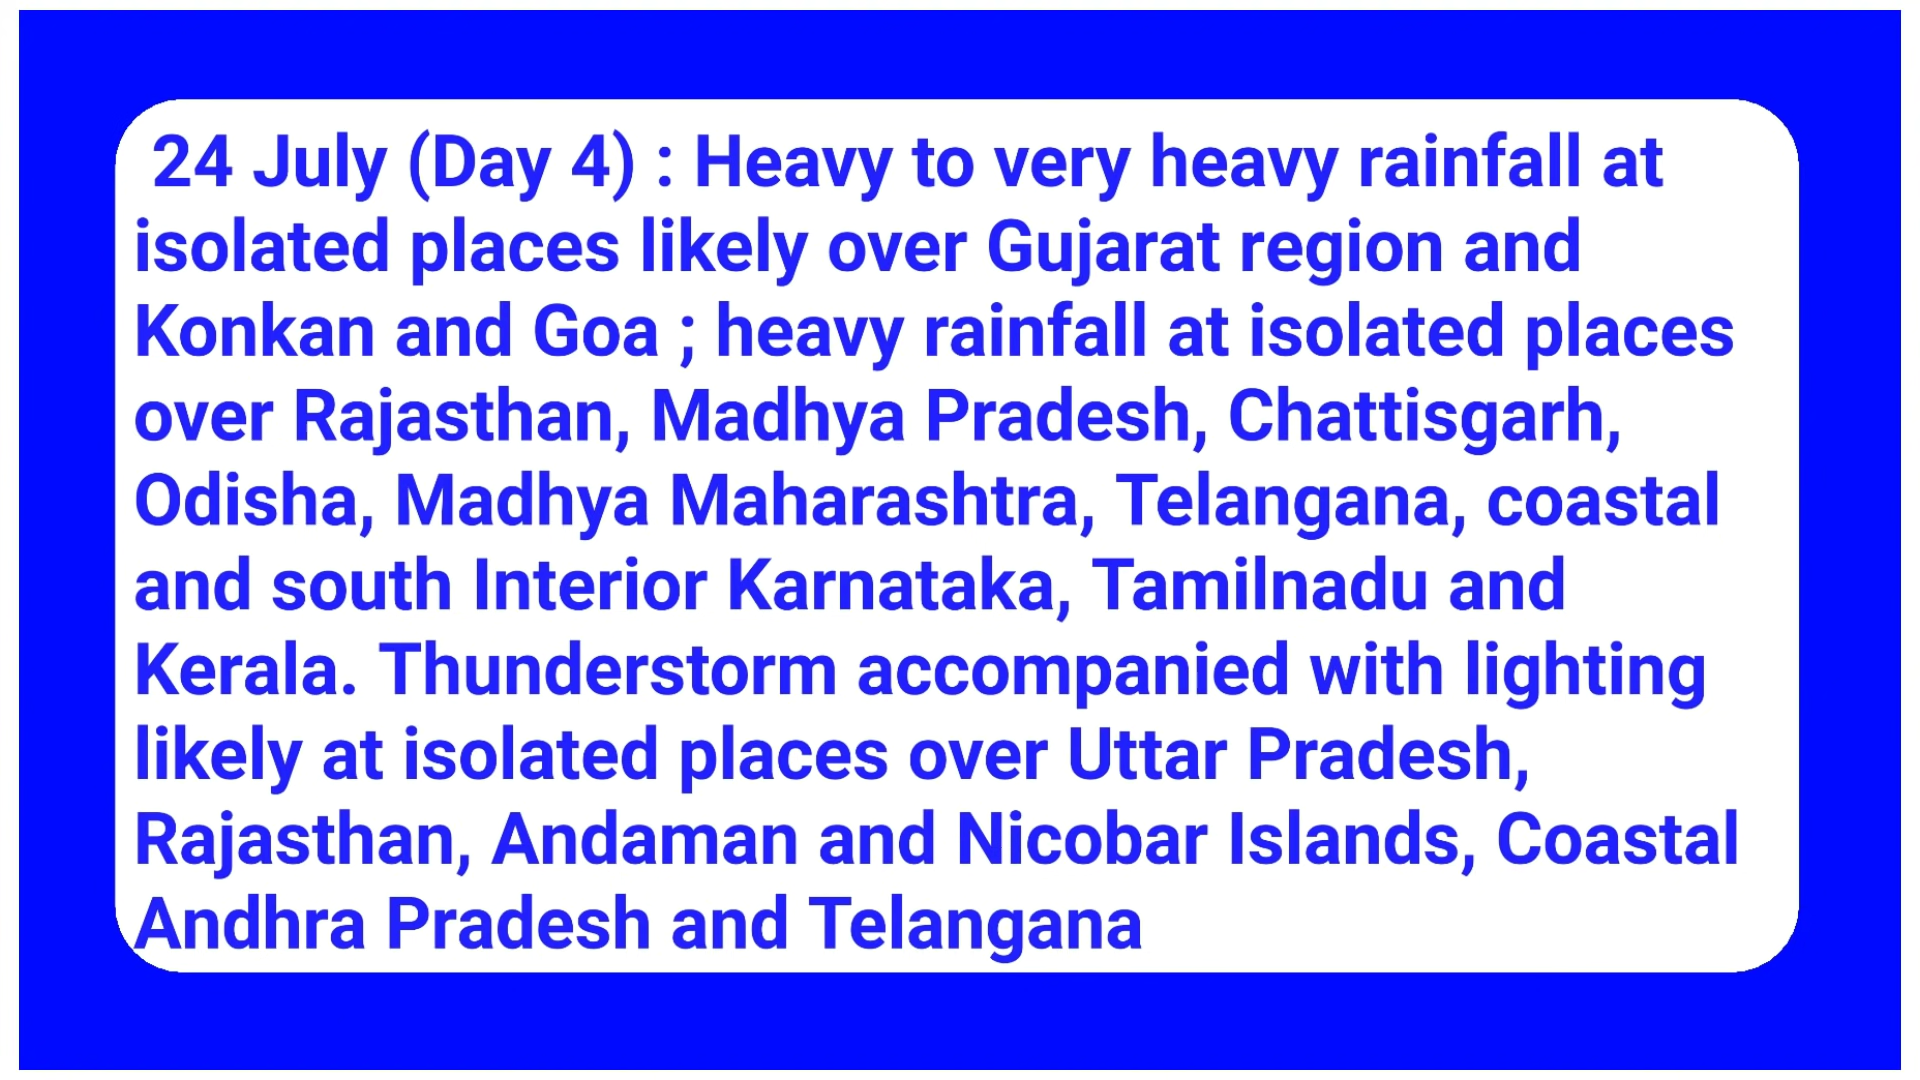 24 July (Day 4) : Heavy to very heavy rainfall at
isolated places likely over Gujarat region and
Konkan and Goa ; heavy rainfall at isolated places
over Rajasthan, Madhya Pradesh, Chattisgarh,
Odisha, Madhya Maharashtra, Telangana, coastal
and south Interior Karnataka, Tamilnadu and
Kerala. Thunderstorm accompanied with lighting
likely at isolated places over Uttar Pradesh,
Rajasthan, Andaman and Nicobar Islands, Coastal
Andhra Pradesh and Telangana